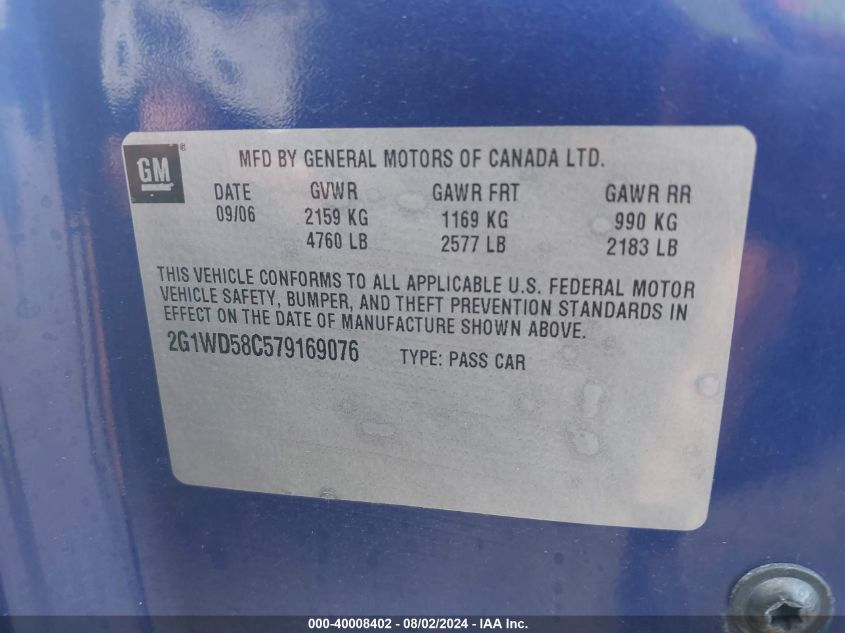 GM
MFD BY GENERAL MOTORS OF CANADA LTD.
DATE GVWR GAWR FRT GAWR RR
09/06 2159 KG 1169 KG 990 KG
4760 LB 2577 LB 2183 LB
THIS VEHICLE CONFORMS TO ALL APPLICABLE U.S. FEDERAL MOTOR
VEHICLE SAFETY, BUMPER, AND THEFT PREVENTION STANDARDS IN
EFFECT ON THE DATE OF MANUFACTURE SHOWN ABOVE.
2G1WD58C579169076 TYPE: PASS CAR
000-40008402 - 08/02/2024 - IAA Inc.